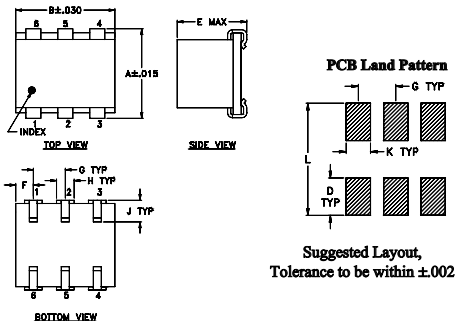 B±.030
6 5 4
A±.015
INDEX
1 2 3
TOP VIEW
E MAX
SIDE VIEW
PCB Land Pattern
G TYP
K TYP
L
D
TYP
Suggested Layout,
Tolerance to be within ±.002
G TYP
H TYP
F
1 2 3
J TYP
6 5 4
BOTTOM VIEW